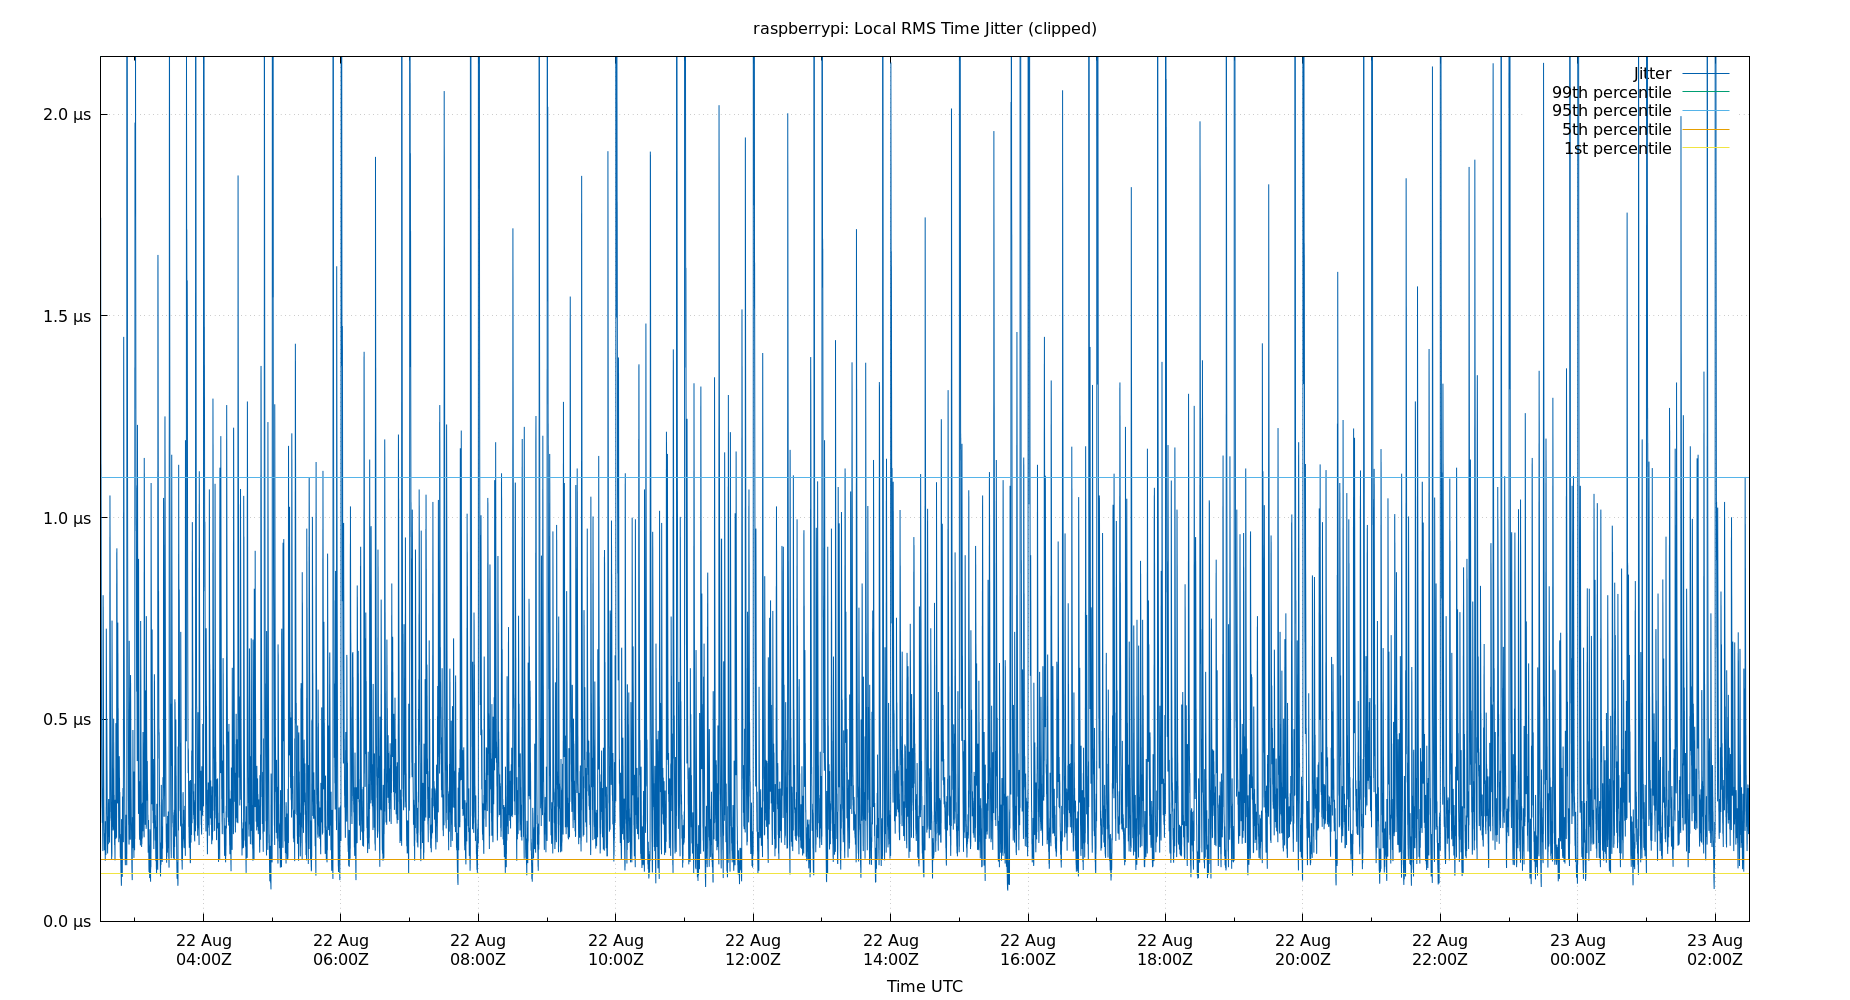 raspberrypi: Local RMS Time Jitter (clipped)
Jitter
99th percentile
95th percentile
5th percentile
1st percentile
2.0 µs
1.5 µs
1.0 µs
0.5 µs
0.0 µs
22 Aug 22 Aug 22 Aug 22 Aug 22 Aug 22 Aug 22 Aug 22 Aug 22 Aug 22 Aug 23 Aug 23 Aug
04:00Z 06:00Z 08:00Z 10:00Z 12:00Z 14:00Z 16:00Z 18:00Z 20:00Z 22:00Z 00:00Z 02:00Z
Time UTC